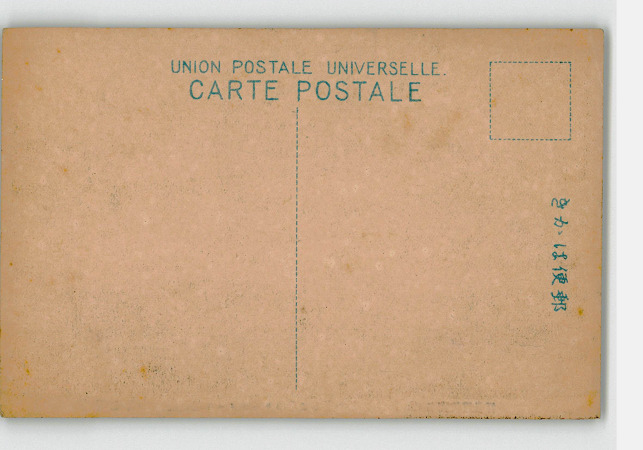 UNION POSTALE UNIVERSELLE.
CARTE POSTALE
郵便はかき